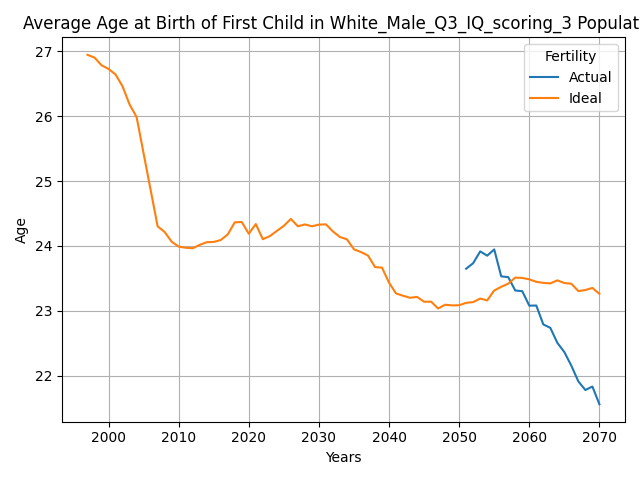 Average Age at Birth of First Child in White_Male_Q3_IQ_scoring_3 Populat
Fertility
Actual
Ideal
Age
27
26
25
24
23
22
2000 2010 2020 2030 2040 2050 2060 2070
Years